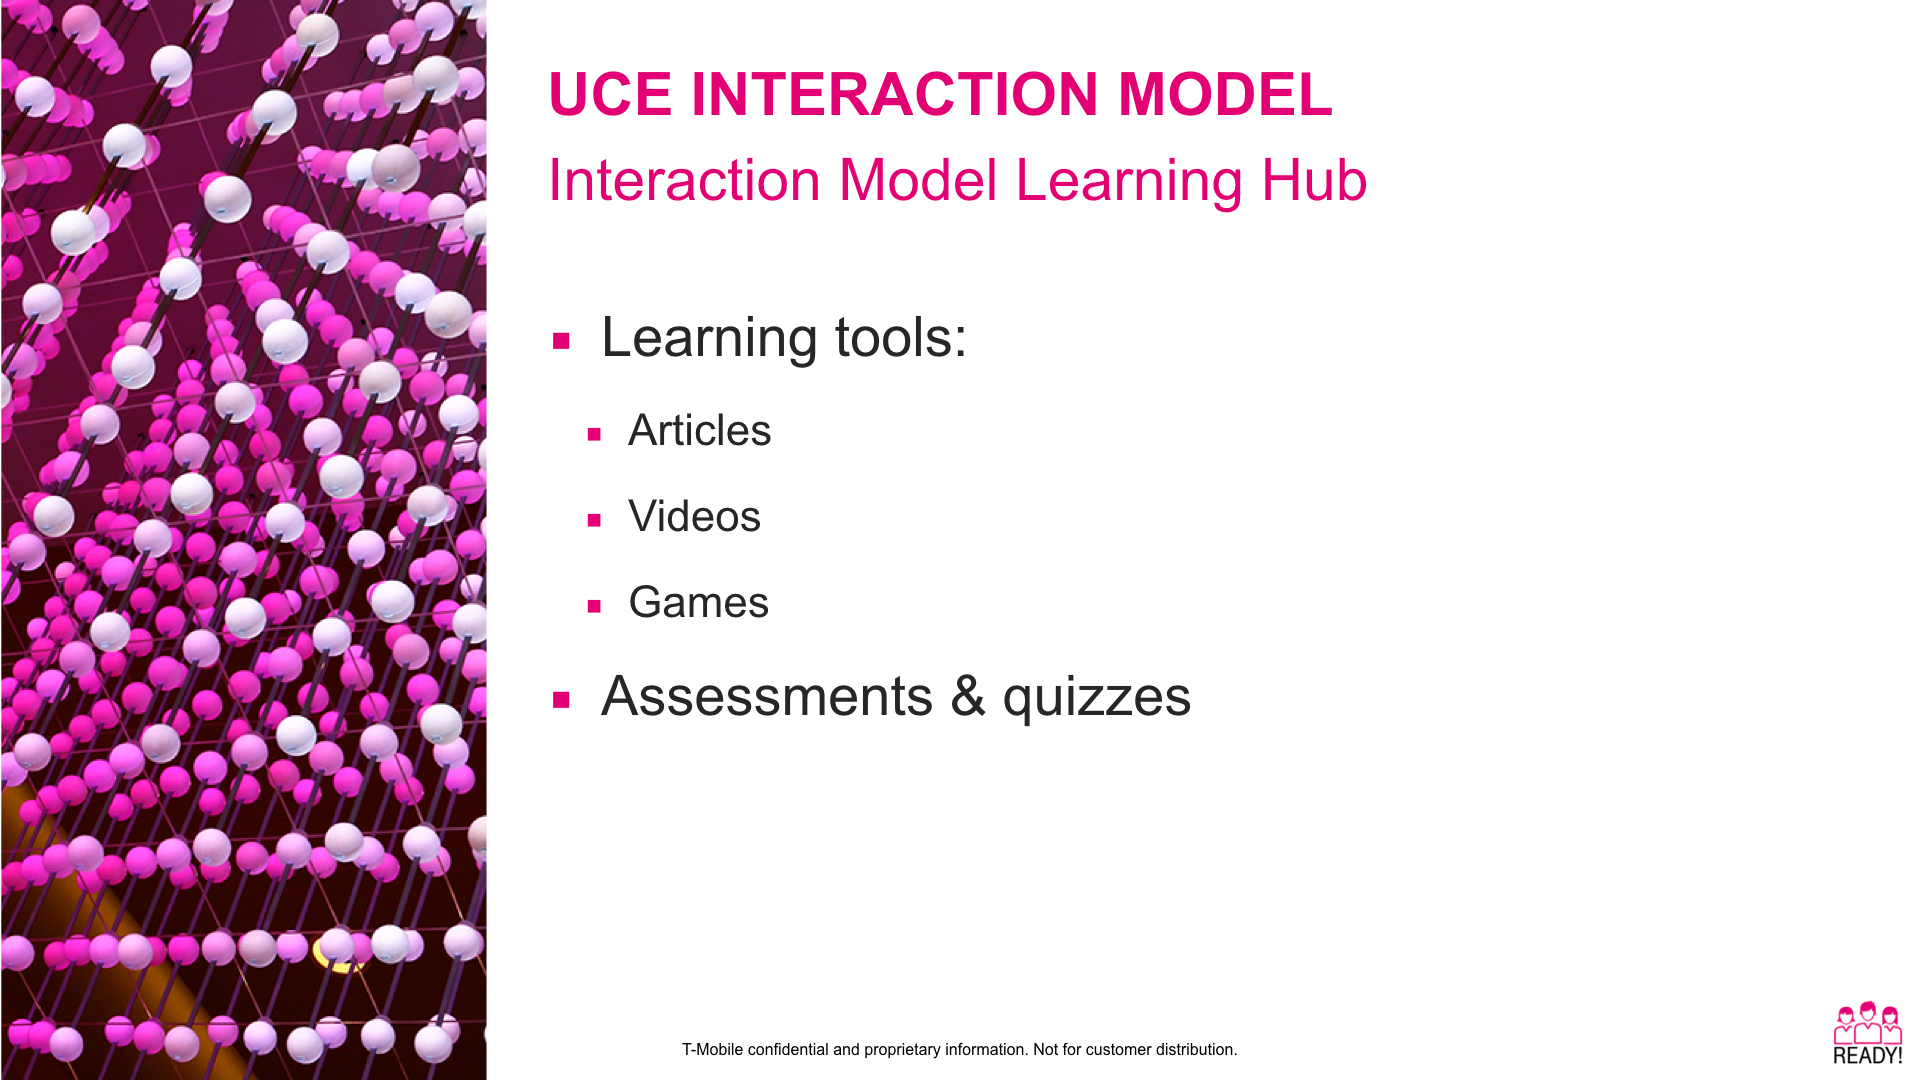 UCE INTERACTION MODEL
Interaction Model Learning Hub
Learning tools:
Articles
Videos
Games
Assessments & quizzes
T-Mobile confidential and proprietary information. Not for customer distribution.
READY!